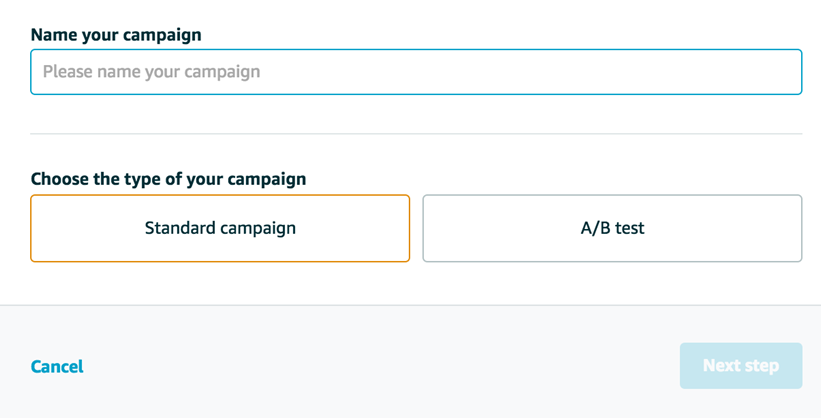 Name your campaign
Please name your campaign
Choose the type of your campaign
Standard campaign
A/B test
Cancel
Next step